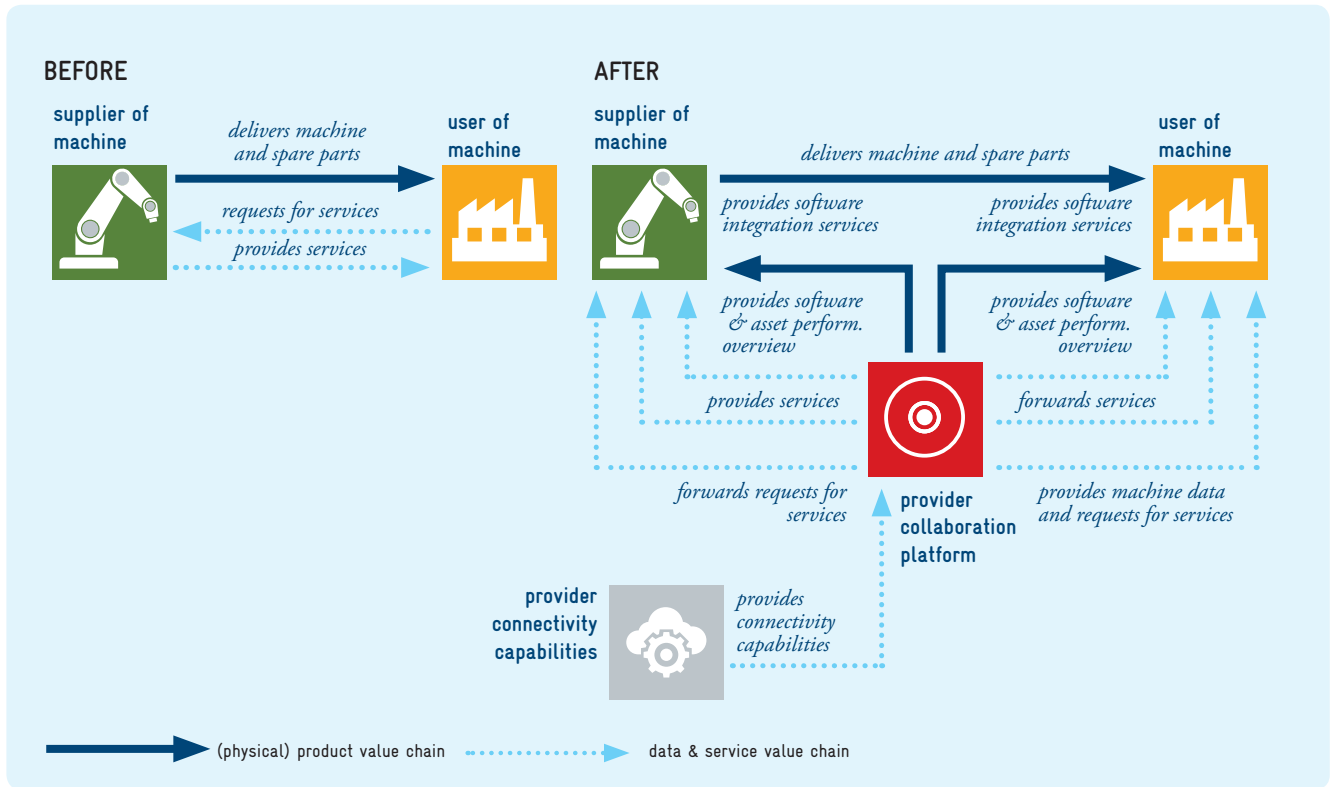 BEFORE
supplier of
machine
delivers machine
and spare parts
user of
machine
requests for services
provides services
AFTER
supplier of
machine
delivers machine and spare parts
user of
machine
provides software
integration services
provides software
integration services
provides software
& asset perform.
overview
provides software
& asset perform.
overview
provides services
forwards services
forwards requests for
services
provider
collaboration
platform
provides machine data
and requests for services
provider
connectivity
capabilities
provides
connectivity
capabilities
(physical) product value chain
data & service value chain